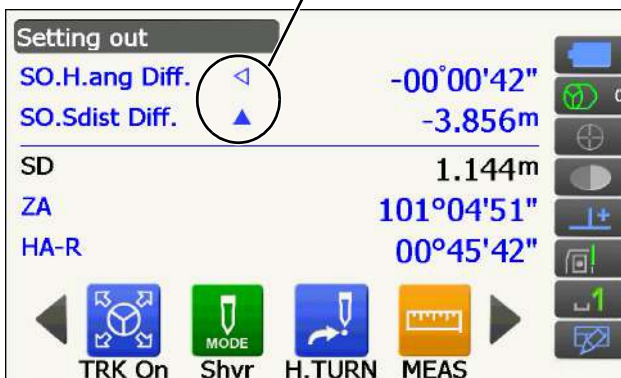 Setting out
SO.H.ang Diff. ◁ -00°00'42"
SO.Sdist Diff. ▲ -3.856m
SD 1.144m
ZA 101°04'51"
HA-R 00°45'42"
MODE
TRK On Shvr H.TURN MEAS
1